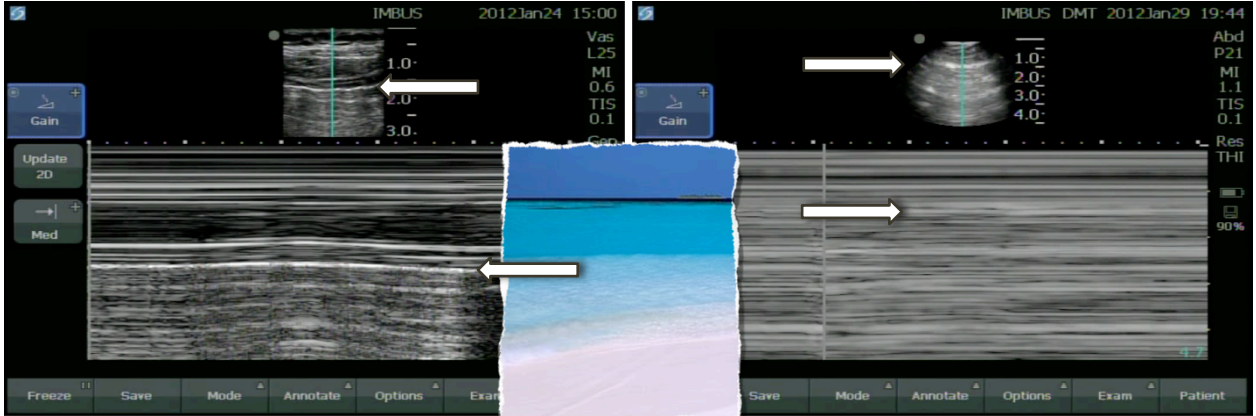 IMBUS 2012Jan24 15:00
Vas
L25
MI
0.6
TIS
0.1
Gen
1.0
2.0
3.0
Gain
Update
2D
Med
Freeze Save Mode Annotate Options Exam
IMBUS DMT 2012Jan29 19:44
Abd
P21
MI
1.1
TIS
0.1
Res
THI
90%
1.0
2.0
3.0
4.0
Gain
4.7
Save Mode Annotate Options Exam Patient